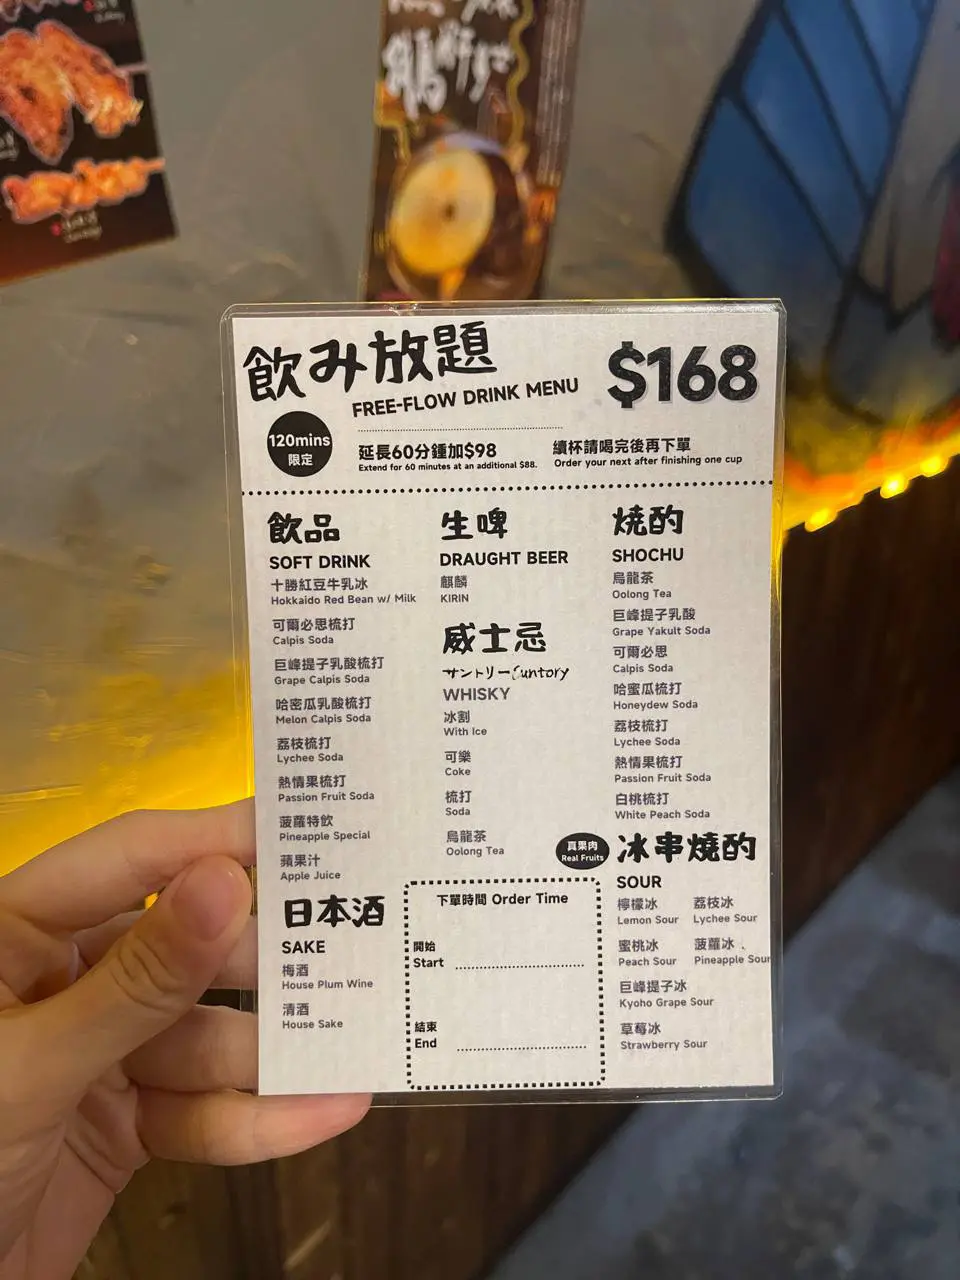 飲み放題
FREE-FLOW DRINK MENU
$168
120mins
限定
延長60分鍾加$98
Extend for 60 minutes at an additional $88.
續杯請喝完後再下單
Order your next after finishing one cup
飲品
SOFT DRINK
十勝紅豆牛乳冰
Hokkaido Red Bean w/ Milk
可爾必思梳打
Calpis Soda
巨峰提子乳酸梳打
Grape Calpis Soda
哈密瓜乳酸梳打
Melon Calpis Soda
荔枝梳打
Lychee Soda
熱情果梳打
Passion Fruit Soda
菠蘿特飲
Pineapple Special
蘋果汁
Apple Juice
日本酒
SAKE
梅酒
House Plum Wine
清酒
House Sake
生啤
DRAUGHT BEER
麒麟
KIRIN
威士忌
サントリー Suntory
WHISKY
冰割
With Ice
可樂
Coke
梳打
Soda
烏龍茶
Oolong Tea
下單時間 Order Time
開始
Start
結束
End
燒酌
SHOCHU
烏龍茶
Oolong Tea
巨峰提子乳酸
Grape Yakult Soda
可爾必思
Calpis Soda
哈蜜瓜梳打
Honeydew Soda
荔枝梳打
Lychee Soda
熱情果梳打
Passion Fruit Soda
白桃梳打
White Peach Soda
真果肉
Real Fruits
冰串燒酌
SOUR
檸檬冰 荔枝冰
Lemon Sour Lychee Sour
蜜桃冰 菠蘿冰
Peach Sour Pineapple Sour
巨峰提子冰
Kyoho Grape Sour
草莓冰
Strawberry Sour